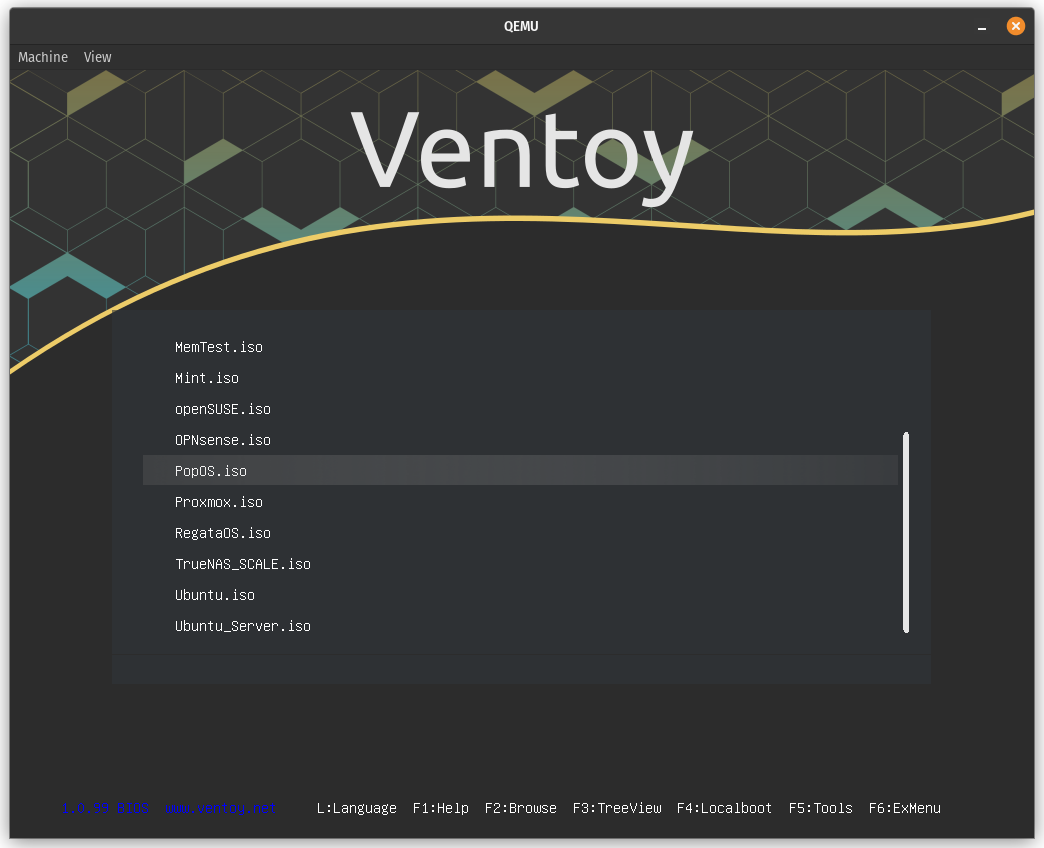 QEMU
Machine View
Ventoy
MemTest.iso
Mint.iso
openSUSE.iso
OPNsense.iso
PopOS.iso
Proxmox.iso
RegataOS.iso
TrueNAS_SCALE.iso
Ubuntu.iso
Ubuntu_Server.iso
1.0.99 BIOS www.ventoy.net L:Language F1:Help F2:Browse F3:TreeView F4:Localboot F5:Tools F6:ExMenu